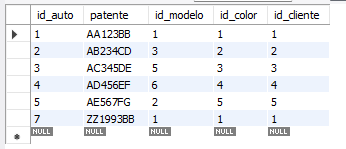 id_auto patente id_modelo id_color id_cliente
1 AA123BB 1 1 1
2 AB234CD 3 2 2
3 AC345DE 5 3 3
4 AD456EF 6 4 4
5 AE567FG 2 5 5
7 ZZ1993BB 1 1 1
NULL NULL NULL NULL NULL